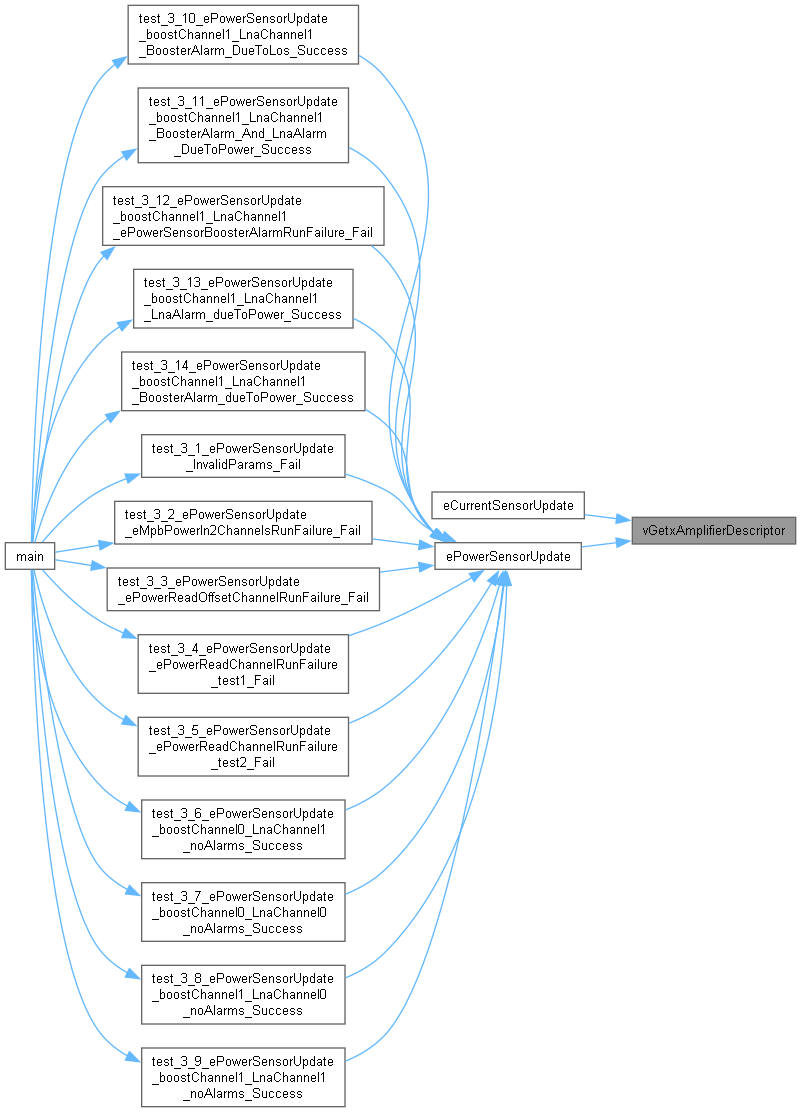 test_3_10_ePowerSensorUpdate
_boostChannel1_LnaChannel1
_BoosterAlarm_DueToLos_Success
test_3_11_ePowerSensorUpdate
_boostChannel1_LnaChannel1
_BoosterAlarm_And_LnaAlarm
_DueToPower_Success
test_3_12_ePowerSensorUpdate
_boostChannel1_LnaChannel1
_ePowerSensorBoosterAlarmRunFailure_Fail
test_3_13_ePowerSensorUpdate
_boostChannel1_LnaChannel1
_LnaAlarm_dueToPower_Success
test_3_14_ePowerSensorUpdate
_boostChannel1_LnaChannel1
_BoosterAlarm_dueToPower_Success
test_3_1_ePowerSensorUpdate
_InvalidParams_Fail
eCurrentSensorUpdate
vGetxAmplifierDescriptor
test_3_2_ePowerSensorUpdate
_eMpbPowerIn2ChannelsRunFailure_Fail
main
ePowerSensorUpdate
test_3_3_ePowerSensorUpdate
_ePowerReadOffsetChannelRunFailure_Fail
test_3_4_ePowerSensorUpdate
_ePowerReadChannelRunFailure
_test1_Fail
test_3_5_ePowerSensorUpdate
_ePowerReadChannelRunFailure
_test2_Fail
test_3_6_ePowerSensorUpdate
_boostChannel0_LnaChannel1
_noAlarms_Success
test_3_7_ePowerSensorUpdate
_boostChannel0_LnaChannel0
_noAlarms_Success
test_3_8_ePowerSensorUpdate
_boostChannel1_LnaChannel0
_noAlarms_Success
test_3_9_ePowerSensorUpdate
_boostChannel1_LnaChannel1
_noAlarms_Success